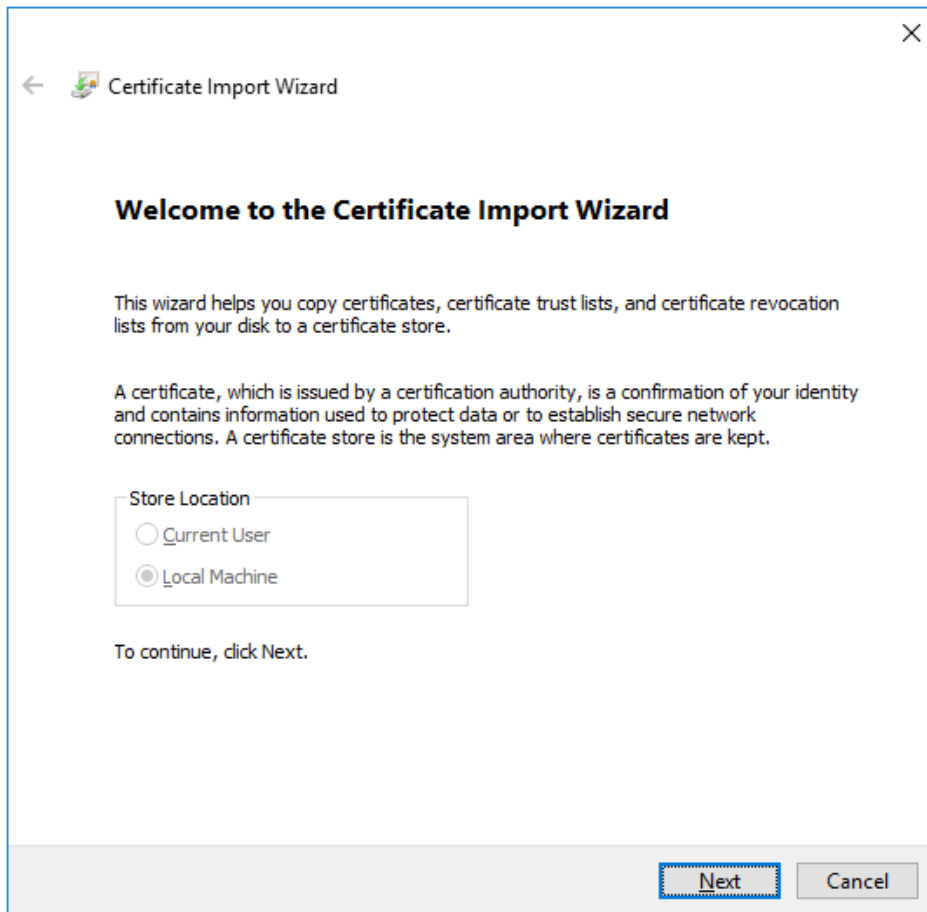 Certificate Import Wizard
Welcome to the Certificate Import Wizard
This wizard helps you copy certificates, certificate trust lists, and certificate revocation
lists from your disk to a certificate store.
A certificate, which is issued by a certification authority, is a confirmation of your identity
and contains information used to protect data or to establish secure network
connections. A certificate store is the system area where certificates are kept.
Store Location
Current User
Local Machine
To continue, click Next.
Next
Cancel